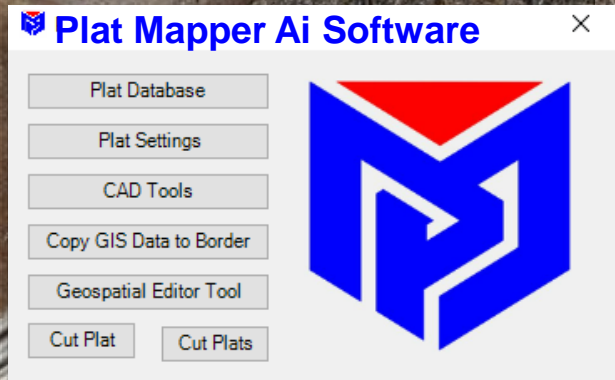 Plat Mapper Ai Software
Plat Database
Plat Settings
CAD Tools
Copy GIS Data to Border
Geospatial Editor Tool
Cut Plat
Cut Plats